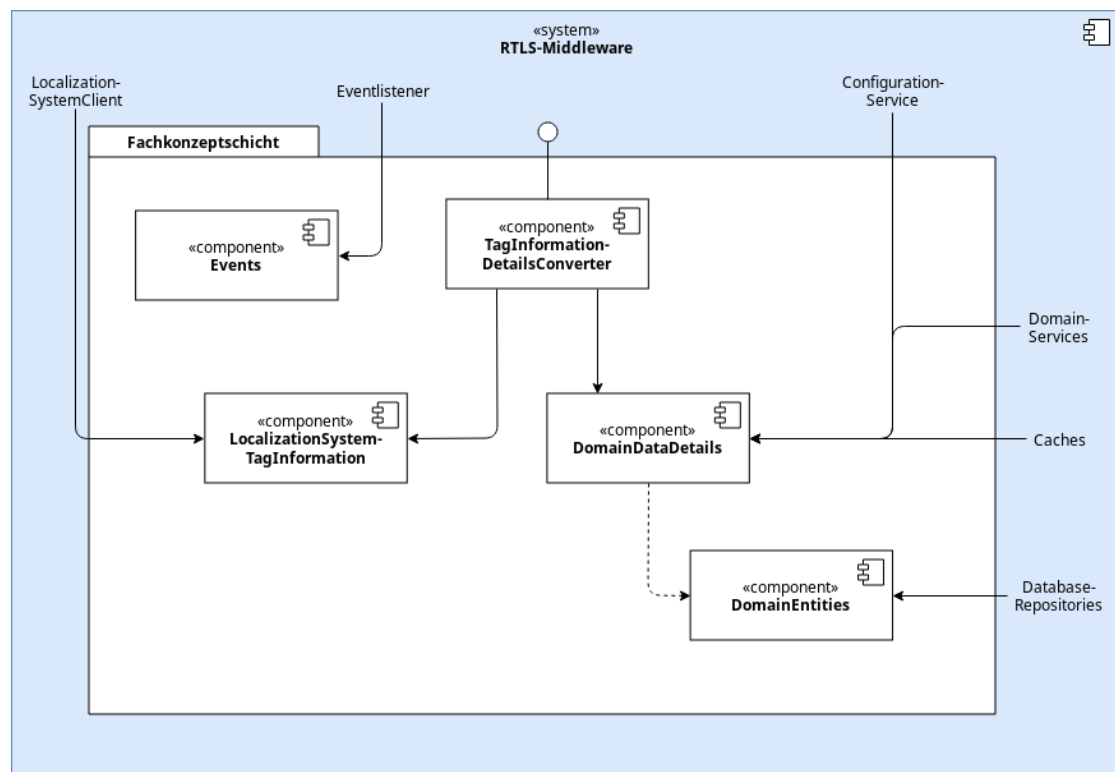 «system»
RTLS-Middleware
Localization-
SystemClient
Eventlistener
Configuration-
Service
Fachkonzeptschicht
«component»
Events
«component»
TagInformation-
DetailsConverter
Domain-
Services
«component»
LocalizationSystem-
TagInformation
«component»
DomainDataDetails
Caches
«component»
DomainEntities
Database-
Repositories